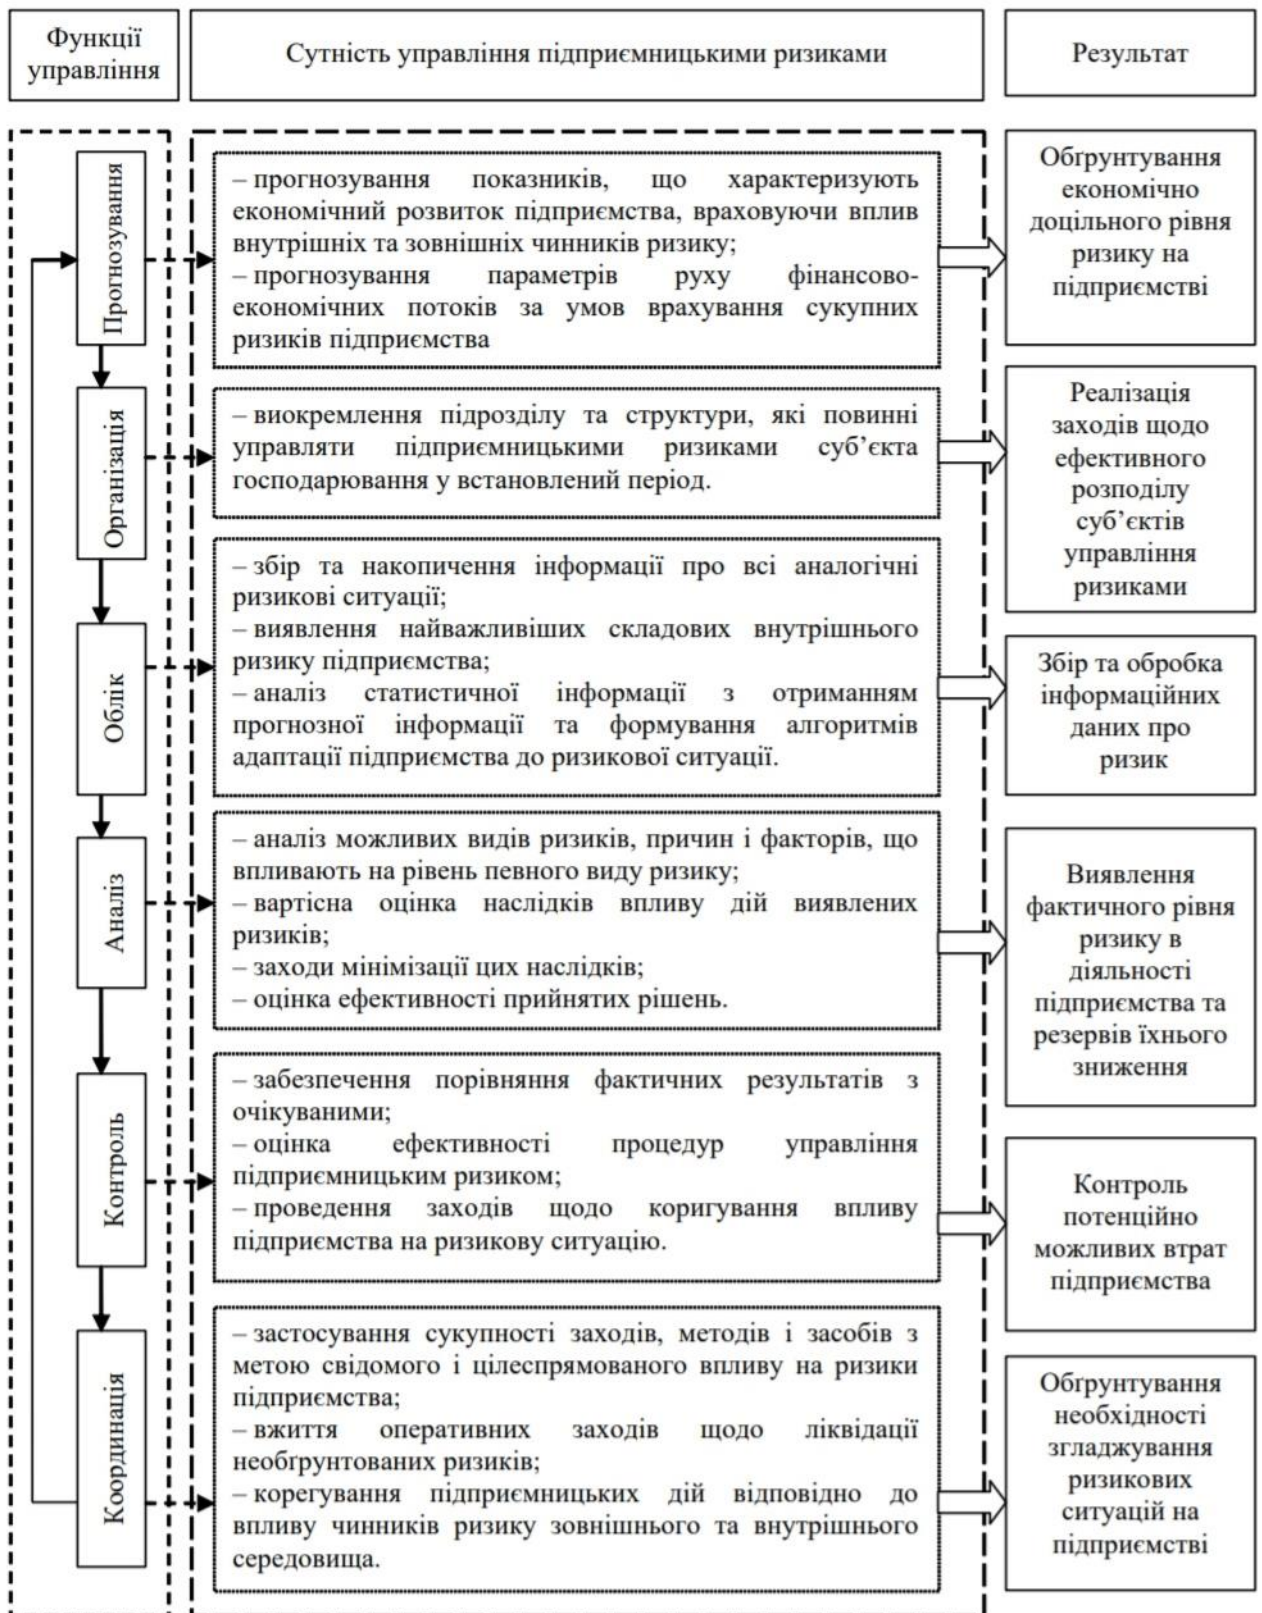 Функції
управління
Сутність управління підприємницькими ризиками
Результат
Прогнозування
– прогнозування показників, що характеризують
економічний розвиток підприємства, враховуючи вплив
внутрішніх та зовнішніх чинників ризику;
– прогнозування параметрів руху фінансово-
економічних потоків за умов врахування сукупних
ризиків підприємства
Обґрунтування
економічно
доцільного рівня
ризику на
підприємстві
Організація
– виокремлення підрозділу та структури, які повинні
управляти підприємницькими ризиками суб’єкта
господарювання у встановлений період.
Реалізація
заходів щодо
ефективного
розподілу
суб’єктів
управління
ризиками
Облік
– збір та накопичення інформації про всі аналогічні
ризикові ситуації;
– виявлення найважливіших складових внутрішнього
ризику підприємства;
– аналіз статистичної інформації з отриманням
прогнозної інформації та формування алгоритмів
адаптації підприємства до ризикової ситуації.
Збір та обробка
інформаційних
даних про
ризик
Аналіз
– аналіз можливих видів ризиків, причин і факторів, що
впливають на рівень певного виду ризику;
– вартісна оцінка наслідків впливу дій виявлених
ризиків;
– заходи мінімізації цих наслідків;
– оцінка ефективності прийнятих рішень.
Виявлення
фактичного рівня
ризику в
діяльності
підприємства та
резервів їхнього
зниження
Контроль
– забезпечення порівняння фактичних результатів з
очікуваними;
– оцінка ефективності процедур управління
підприємницьким ризиком;
– проведення заходів щодо коригування впливу
підприємства на ризикову ситуацію.
Контроль
потенційно
можливих втрат
підприємства
Координація
– застосування сукупності заходів, методів і засобів з
метою свідомого і цілеспрямованого впливу на ризики
підприємства;
– вжиття оперативних заходів щодо ліквідації
необґрунтованих ризиків;
– корегування підприємницьких дій відповідно до
впливу чинників ризику зовнішнього та внутрішнього
середовища.
Обґрунтування
необхідності
згладжування
ризикових
ситуацій на
підприємстві